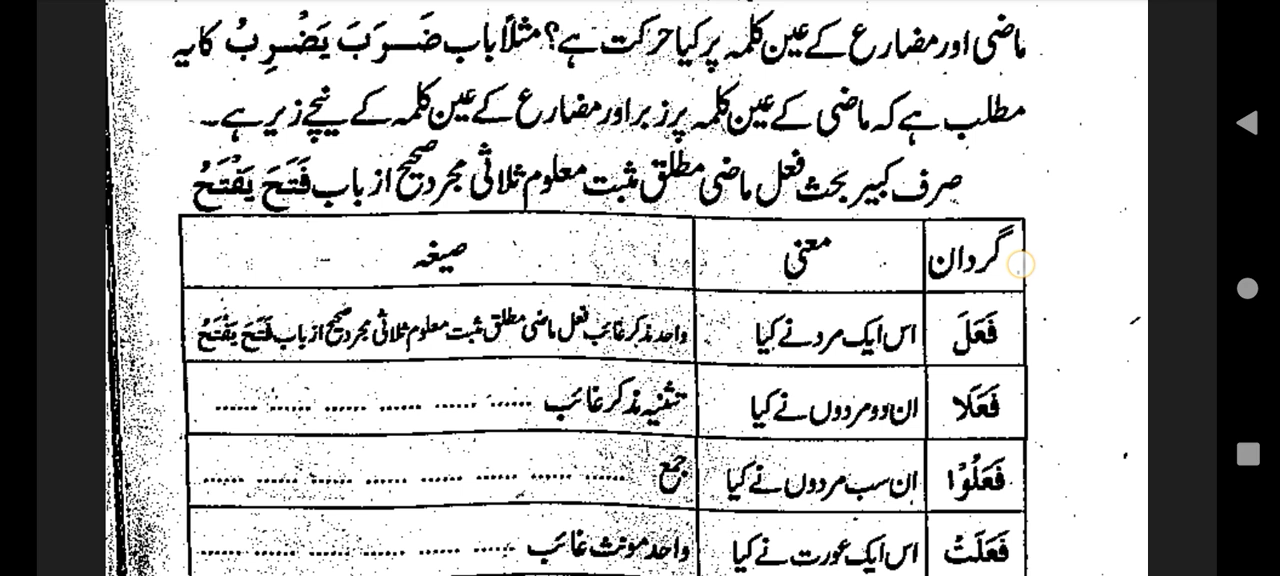 ماضی اور مضارع کے عین کلمہ پر کیا حرکت ہے؟ مثلاً باب ضَرَبَ يَضْرِبُ کا یہ
مطلب ہے کہ ماضی کے عین کلمہ پر زبر اور مضارع کے عین کلمہ کے نیچے زیر ہے۔
صرف کبیر بحث فعل ماضی مطلق مثبت معلوم ثلاثی مجرد صحیح از باب فَتَحَ يَفْتَحُ
گردان معنی صیغہ
فَعَلَ اس ایک مرد نے کیا واحد مذکر غائب فعل ماضی مطلق مثبت معلوم ثلاثی مجرد صحیح از باب فَتَحَ يَفْتَحُ
فَعَلَا ان دو مردوں نے کیا تثنیہ مذکر غائب ...... ...... ...... ...... ...... ......
فَعَلُوْا ان سب مردوں نے کیا جمع ...... ...... ...... ...... ...... ...... ...... ......
فَعَلَتْ اس ایک عورت نے کیا واحد مونث غائب ...... ...... ...... ...... ...... ......